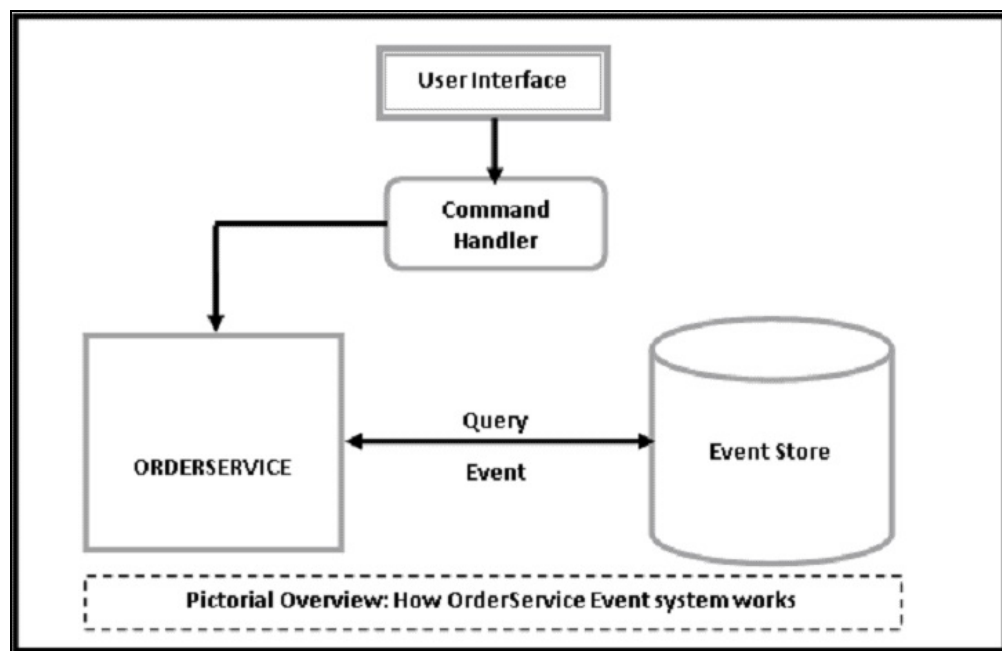 User Interface
Command
Handler
Query
ORDERSERVICE
Event
Event Store
Pictorial Overview: How OrderService Event system works